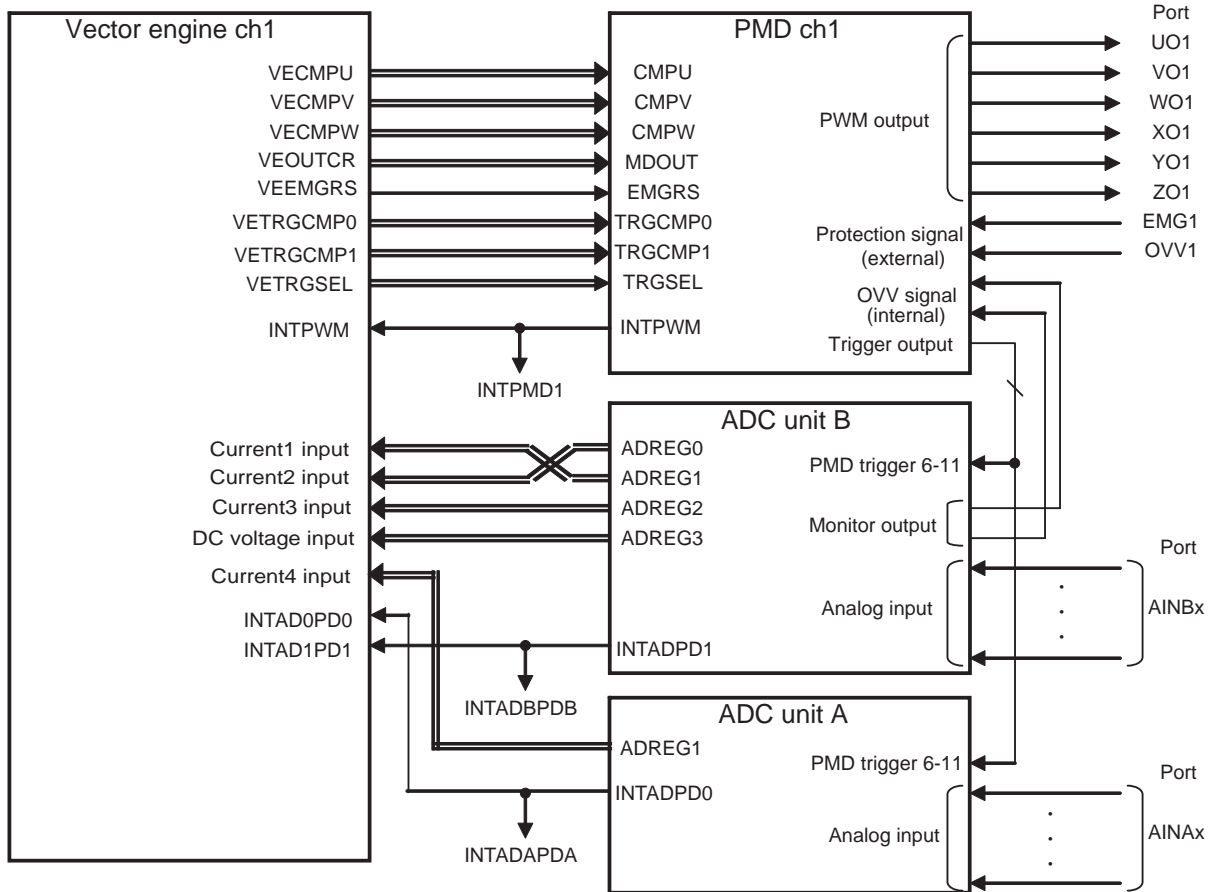 Vector engine ch1
VECMPU
VECMPV
VECMPW
VEOUTCR
VEEMGRS
VETRGCMP0
VETRGCMP1
VETRGSEL
INTPWM
Current1 input
Current2 input
Current3 input
DC voltage input
Current4 input
INTAD0PD0
INTAD1PD1
INTPMD1
INTADBPDB
INTADAPDA
PMD ch1
CMPU
CMPV
CMPW
MDOUT
EMGRS
TRGCMP0
TRGCMP1
TRGSEL
INTPWM
PWM output
Protection signal
(external)
OVV signal
(internal)
Trigger output
Port
UO1
VO1
WO1
XO1
YO1
ZO1
EMG1
OVV1
ADC unit B
ADREG0
ADREG1
ADREG2
ADREG3
INTADPD1
PMD trigger 6-11
Monitor output
Analog input
Port
AINBx
ADC unit A
ADREG1
INTADPD0
PMD trigger 6-11
Analog input
Port
AINAx